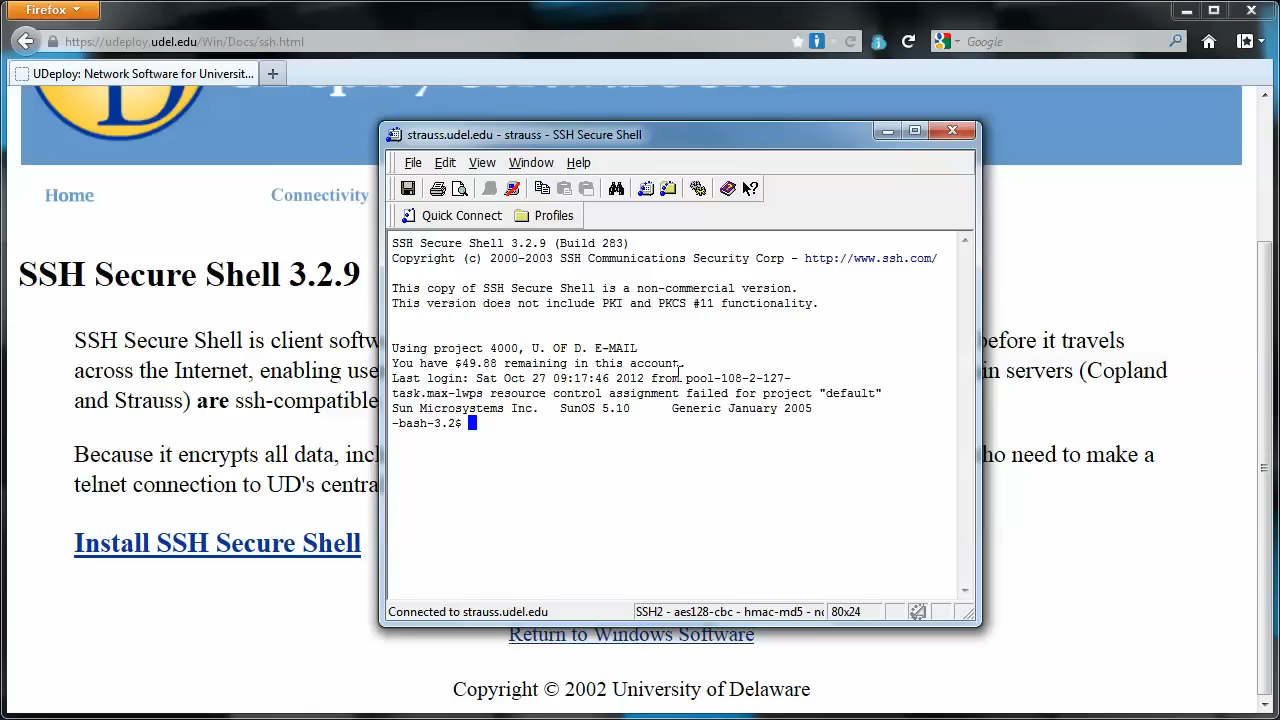 Firefox
https://udeploy.udel.edu/Win/Docs/ssh.html
Google
UDeploy: Network Software for Universit...
Home
Connectivity
SSH Secure Shell 3.2.9
SSH Secure Shell is client softw
before it travels
across the Internet, enabling use
in servers (Copland
and Strauss) are ssh-compatible
Because it encrypts all data, incl
ho need to make a
telnet connection to UD's centra
Install SSH Secure Shell
Return to Windows Software
Copyright © 2002 University of Delaware
strauss.udel.edu - strauss - SSH Secure Shell
File Edit View Window Help
Quick Connect Profiles
SSH Secure Shell 3.2.9 (Build 283)
Copyright (c) 2000-2003 SSH Communications Security Corp - http://www.ssh.com/
This copy of SSH Secure Shell is a non-commercial version.
This version does not include PKI and PKCS #11 functionality.
Using project 4000, U. OF D. E-MAIL
You have $49.88 remaining in this account.
Last login: Sat Oct 27 09:17:46 2012 from pool-108-2-127-
task.max-lwps resource control assignment failed for project "default"
Sun Microsystems Inc. SunOS 5.10 Generic January 2005
-bash-3.2$
Connected to strauss.udel.edu
SSH2 - aes128-cbc - hmac-md5 - nc
80x24